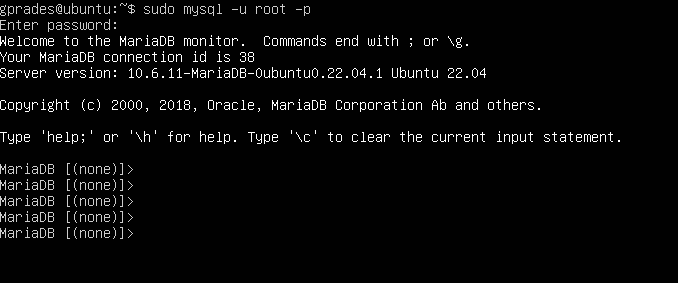 gprades@ubuntu:~$ sudo mysql -u root -p
Enter password:
Welcome to the MariaDB monitor.  Commands end with ; or \g.
Your MariaDB connection id is 38
Server version: 10.6.11-MariaDB-0ubuntu0.22.04.1 Ubuntu 22.04

Copyright (c) 2000, 2018, Oracle, MariaDB Corporation Ab and others.

Type 'help;' or '\h' for help. Type '\c' to clear the current input statement.

MariaDB [(none)]>
MariaDB [(none)]>
MariaDB [(none)]>
MariaDB [(none)]>
MariaDB [(none)]>